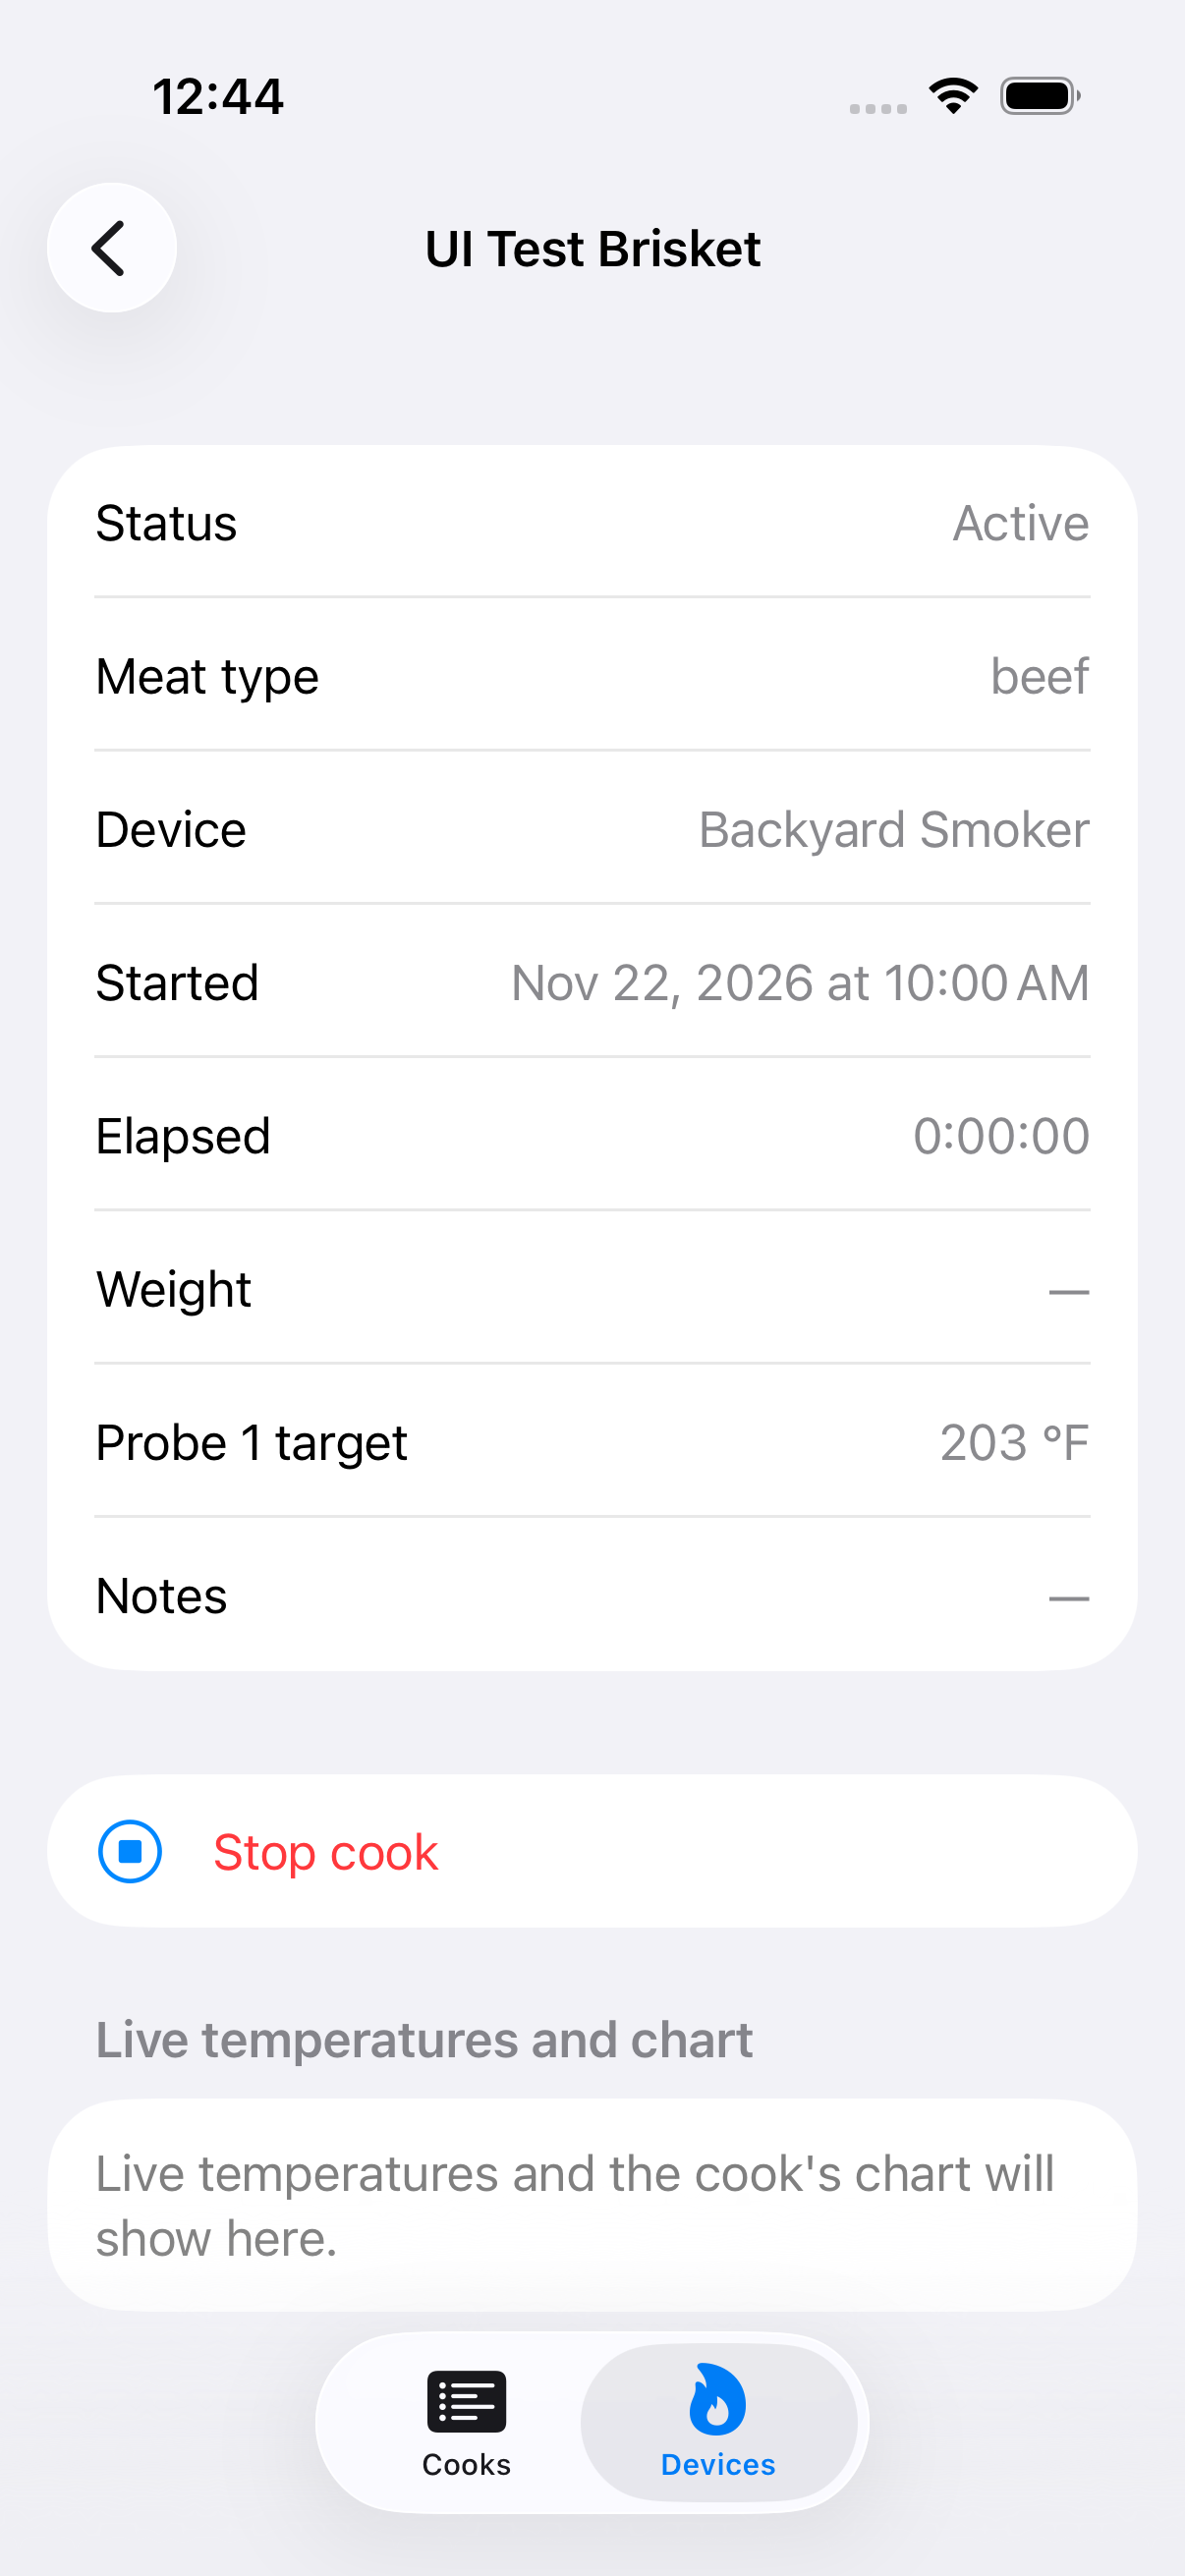 12:44
UI Test Brisket
Status Active
Meat type beef
Device Backyard Smoker
Started Nov 22, 2026 at 10:00 AM
Elapsed 0:00:00
Weight —
Probe 1 target 203 °F
Notes —
Stop cook
Live temperatures and chart
Live temperatures and the cook's chart will
show here.
Cooks Devices